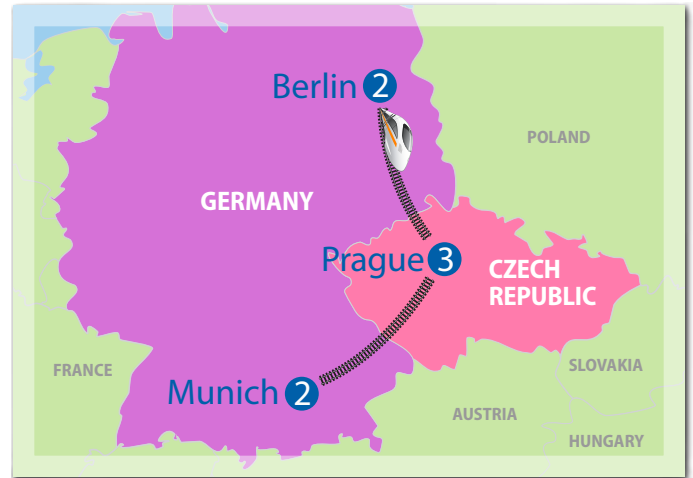 Berlin 2
POLAND
GERMANY
Prague 3
CZECH
REPUBLIC
FRANCE
SLOVAKIA
Munich 2
AUSTRIA
HUNGARY